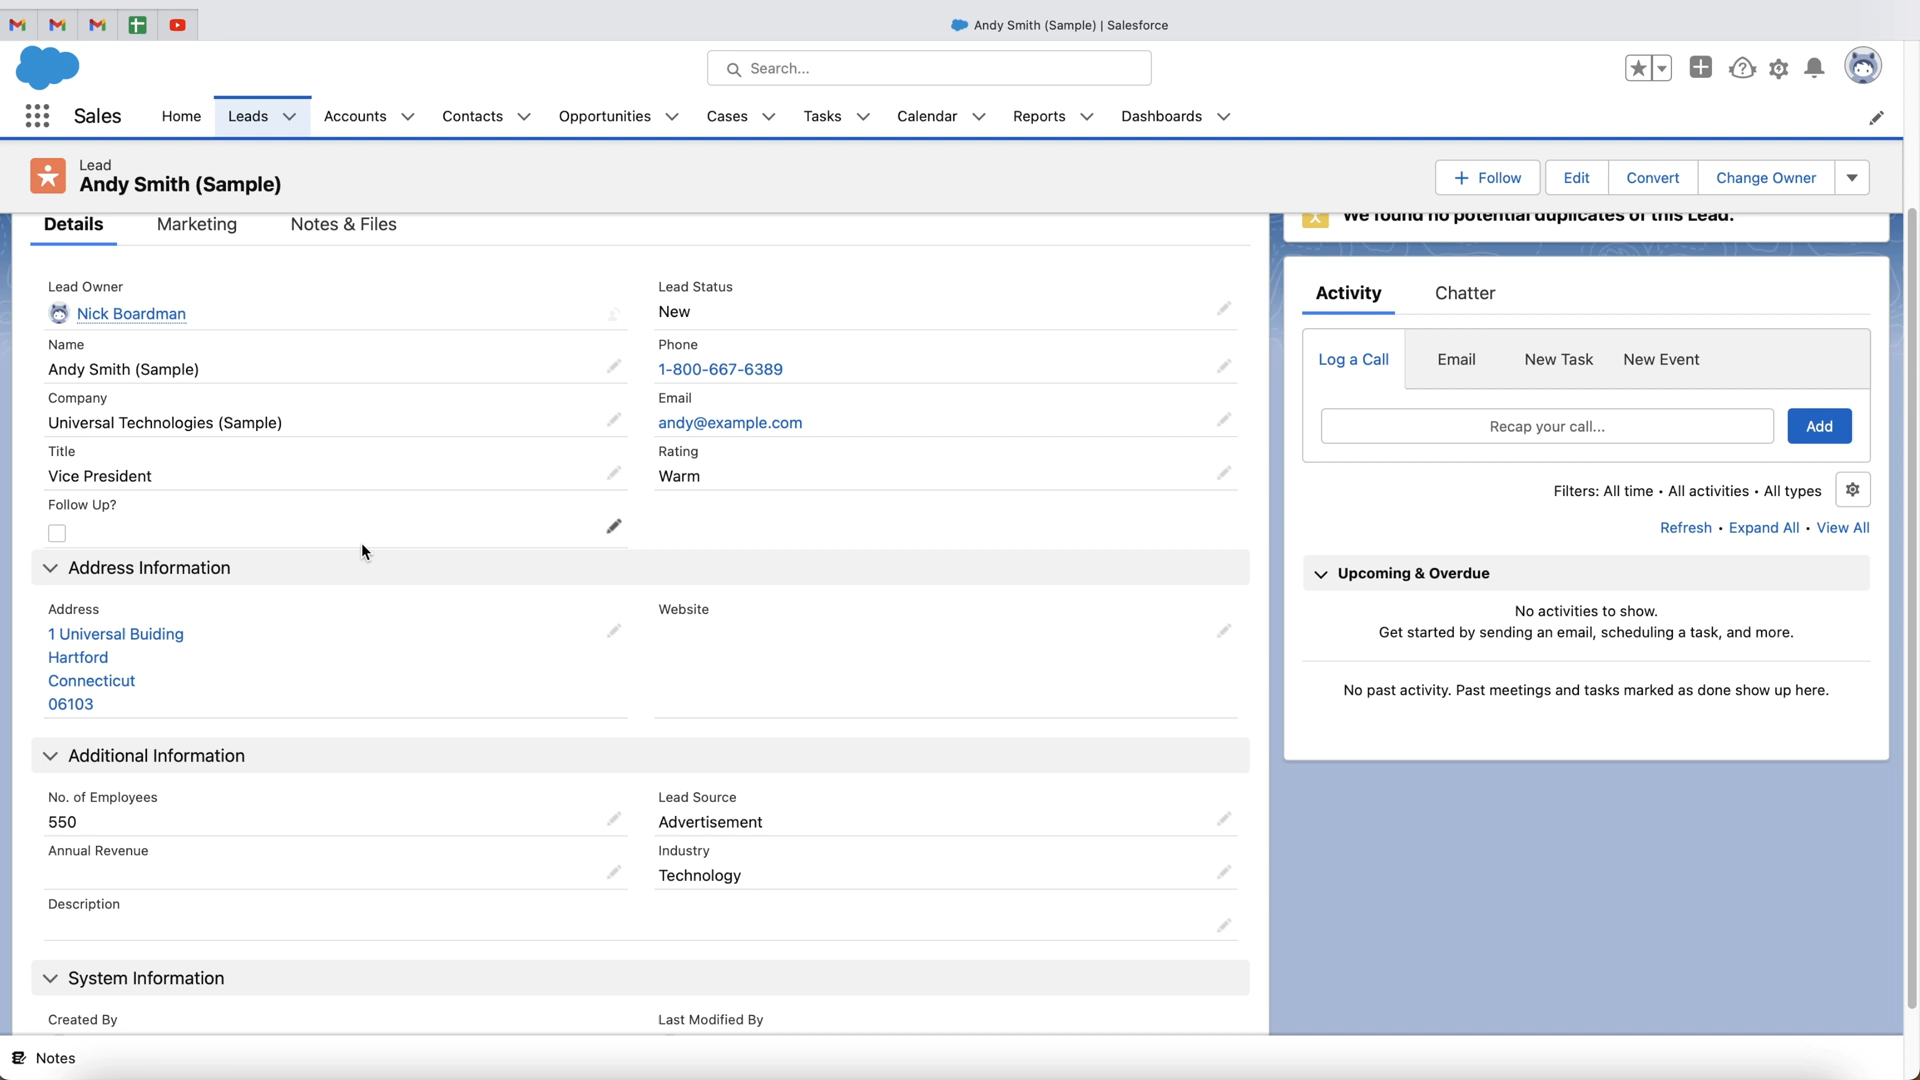 Andy Smith (Sample) | Salesforce
Search...
Sales
Home
Leads
Accounts
Contacts
Opportunities
Cases
Tasks
Calendar
Reports
Dashboards
Lead
Andy Smith (Sample)
Follow
Edit
Convert
Change Owner
Details
Marketing
Notes & Files
We found no potential duplicates of this Lead.
Lead Owner
Nick Boardman
Lead Status
New
Name
Andy Smith (Sample)
Phone
1-800-667-6389
Company
Universal Technologies (Sample)
Email
andy@example.com
Title
Vice President
Rating
Warm
Follow Up?
Address Information
Address
1 Universal Buiding
Hartford
Connecticut
06103
Website
Additional Information
No. of Employees
550
Lead Source
Advertisement
Annual Revenue
Industry
Technology
Description
System Information
Created By
Last Modified By
Activity
Chatter
Log a Call
Email
New Task
New Event
Recap your call...
Add
Filters: All time • All activities • All types
Refresh • Expand All • View All
Upcoming & Overdue
No activities to show.
Get started by sending an email, scheduling a task, and more.
No past activity. Past meetings and tasks marked as done show up here.
Notes